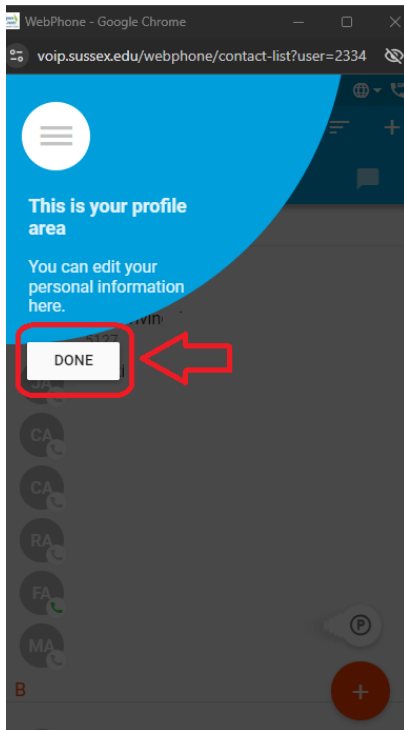 WebPhone - Google Chrome
voip.sussex.edu/webphone/contact-list?user=2334
This is your profile
area
You can edit your
personal information
here.
5127
DONE
JA
CA
CA
RA
FA
P
MA
B